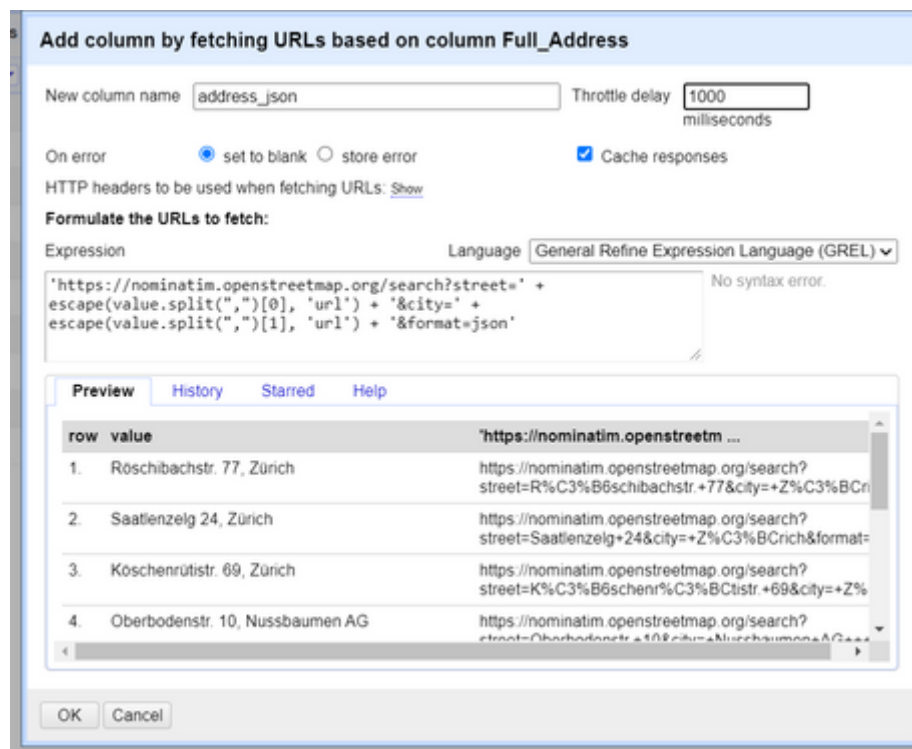 s
Add column by fetching URLs based on column Full_Address
New column name address_json Throttle delay 1000
milliseconds
On error set to blank store error Cache responses
HTTP headers to be used when fetching URLs: Show
Formulate the URLs to fetch:
Expression Language General Refine Expression Language (GREL)
'https://nominatim.openstreetmap.org/search?street=' + No syntax error.
escape(value.split(",")[0], 'url') + '&city=' +
escape(value.split(",")[1], 'url') + '&format=json'
Preview History Starred Help
row value 'https://nominatim.openstreetm ...
1. Röschibachstr. 77, Zürich https://nominatim.openstreetmap.org/search?
street=R%C3%B6schibachstr.+77&city=+Z%C3%BCri
2. Saatlenzelg 24, Zürich https://nominatim.openstreetmap.org/search?
street=Saatlenzelg+24&city=+Z%C3%BCrich&format=
3. Köschenrütistr. 69, Zürich https://nominatim.openstreetmap.org/search?
street=K%C3%B6schenr%C3%BCtistr.+69&city=+Z%
4. Oberbodenstr. 10, Nussbaumen AG https://nominatim.openstreetmap.org/search?
street=Oberbodenstr.+10&city=+Nussbaumen+AG+++
OK Cancel